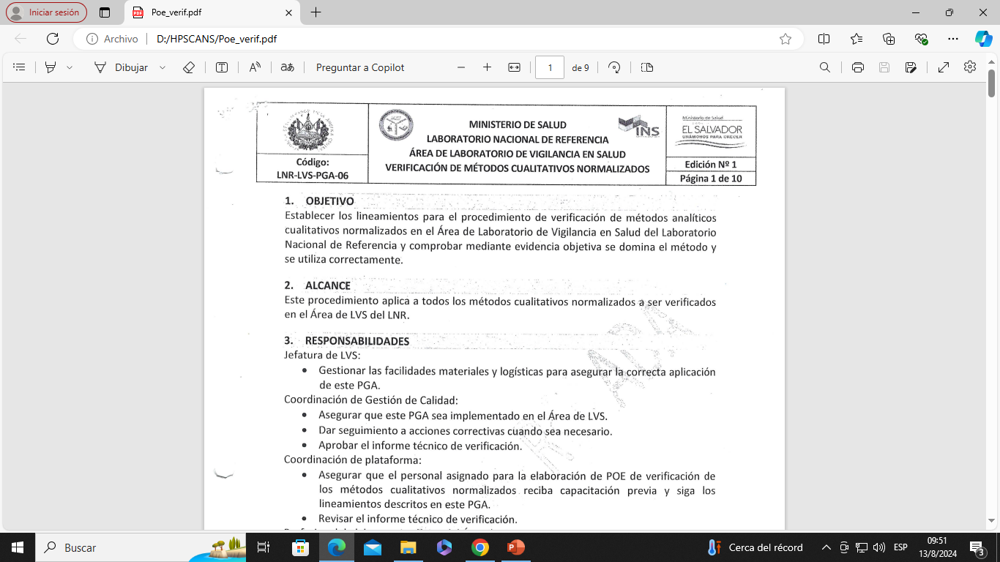 Iniciar sesión
Poe_verif.pdf
Archivo
D:/HPSCANS/Poe_verif.pdf
Dibujar
aあ
Preguntar a Copilot
1
de 9
Código:
LNR-LVS-PGA-06
MINISTERIO DE SALUD
LABORATORIO NACIONAL DE REFERENCIA
ÁREA DE LABORATORIO DE VIGILANCIA EN SALUD
VERIFICACIÓN DE MÉTODOS CUALITATIVOS NORMALIZADOS
INS
Ministerio de Salud
EL SALVADOR
UNÁMONOS PARA CRECER
Edición Nº 1
Página 1 de 10
1. OBJETIVO
Establecer los lineamientos para el procedimiento de verificación de métodos analíticos
cualitativos normalizados en el Área de Laboratorio de Vigilancia en Salud del Laboratorio
Nacional de Referencia y comprobar mediante evidencia objetiva se domina el método y
se utiliza correctamente.
2. ALCANCE
Este procedimiento aplica a todos los métodos cualitativos normalizados a ser verificados
en el Área de LVS del LNR.
3. RESPONSABILIDADES
Jefatura de LVS:
• Gestionar las facilidades materiales y logísticas para asegurar la correcta aplicación
de este PGA.
Coordinación de Gestión de Calidad:
• Asegurar que este PGA sea implementado en el Área de LVS.
• Dar seguimiento a acciones correctivas cuando sea necesario.
• Aprobar el informe técnico de verificación.
Coordinación de plataforma:
• Asegurar que el personal asignado para la elaboración de POE de verificación de
los métodos cualitativos normalizados reciba capacitación previa y siga los
lineamientos descritos en este PGA.
• Revisar el informe técnico de verificación.
Buscar
Cerca del récord
ESP
09:51
13/8/2024
3